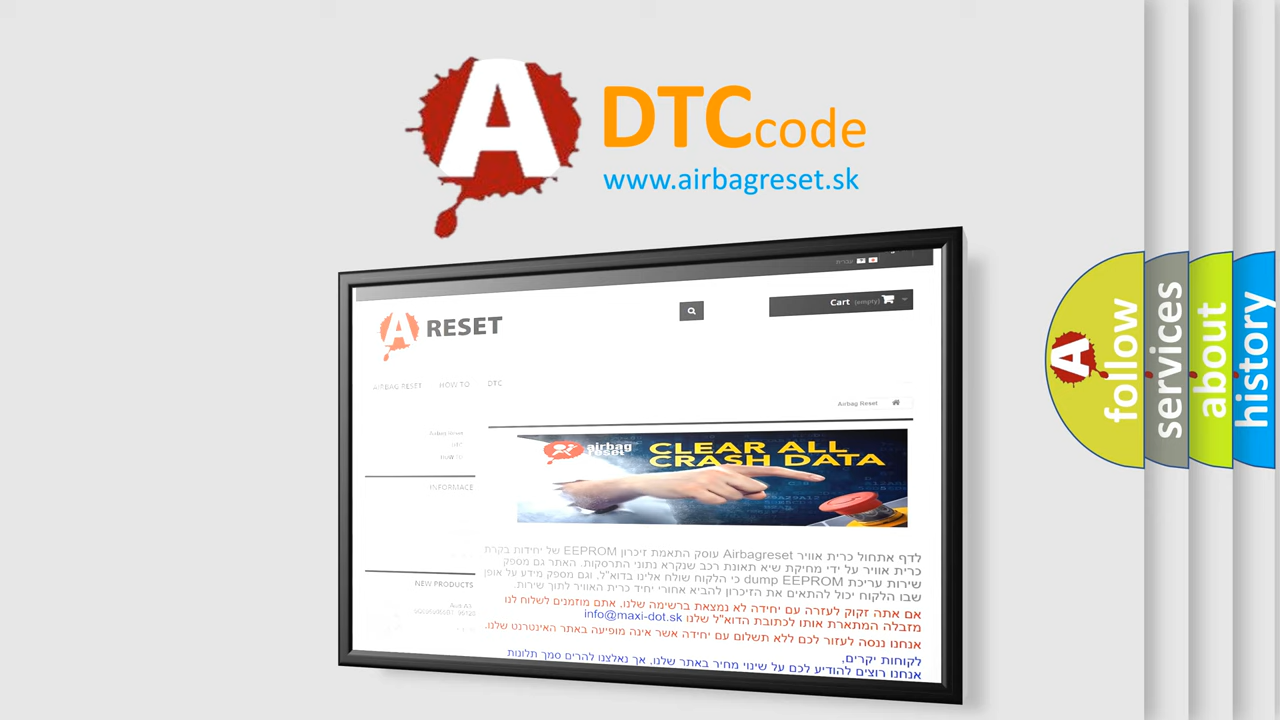 A DTC code
www.airbagreset.sk
עברית
Cart (empty)
A RESET
AIRBAG RESET HOW TO DTC
Airbag Reset
Airbag Reset
HOW TO
airbag
reset
CLEAR ALL
CRASH DATA
INFORMACE
NEW PRODUCTS
לדף אתחול כרית אוויר Airbagreset עוסק התאמת זיכרון EEPROM של יחידות בקרת
כרית אוויר על ידי מחיקת שיא תאונת רכב שנקרא נתוני התרסקות. האתר גם מספק
שירות עריכת dump EEPROM כי הלקוח שולח אלינו בדוא"ל, וגם מספק מידע על אופן
שבו הלקוח יכול להתאים את הזיכרון להביא אחורי יחיד כרית האוויר לתוך שירות.
אם אתה זקוק לעזרה עם יחידה לא נמצאת ברשימה שלנו, אתם מוזמנים לשלוח לנו
מזבלה המתארת אותו לכתובת הדוא"ל שלנו info@maxi-dot.sk
אנחנו ננסה לעזור לכם ללא תשלום עם יחידה אשר אינה מופיעה באתר האינטרנט שלנו.
לקוחות יקרים,
אנחנו רוצים להודיע לכם על שינוי מחיר באתר שלנו, אך נאלצנו להרים סמך תלונות
A follow
services
about
history